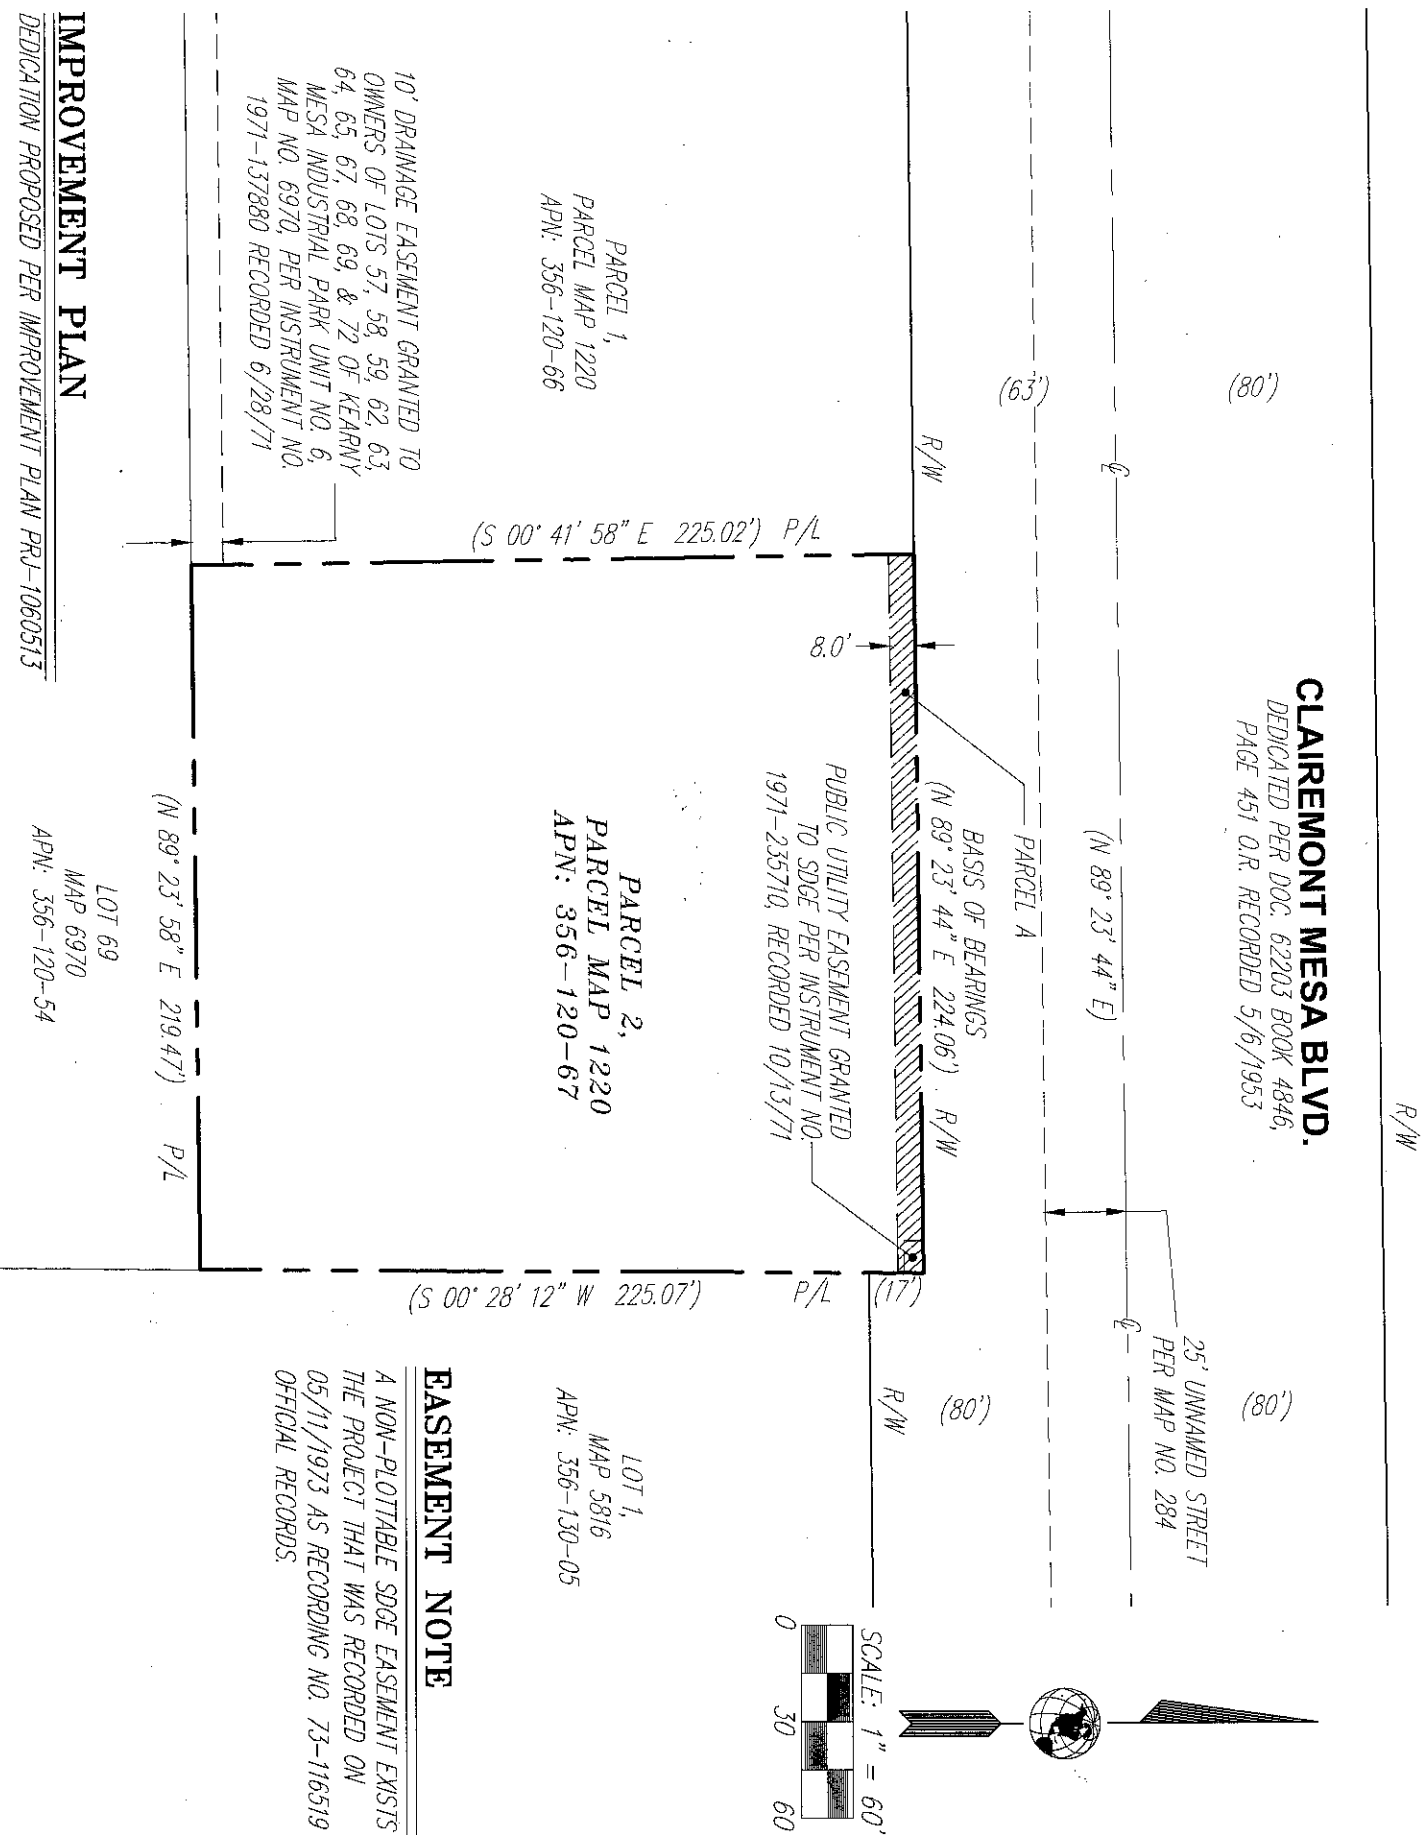 CLAIREMONT MESA BLVD.
DEDICATED PER DOC. 62203 BOOK 4846,
PAGE 451 O.R. RECORDED 5/6/1953
R/W
(80')
(63')
℄
(N 89° 23' 44" E)
℄
25' UNNAMED STREET
PER MAP NO. 284
(80')
(80')
R/W
R/W
PARCEL A
BASIS OF BEARINGS
(N 89° 23' 44" E 224.06') R/W
8.0'
PUBLIC UTILITY EASEMENT GRANTED
TO SDGE PER INSTRUMENT NO.
1971-235710, RECORDED 10/13/71
(S 00° 41' 58" E 225.02') P/L
P/L
(17')
(S 00° 28' 12" W 225.07')
PARCEL 1,
PARCEL MAP 1220
APN: 356-120-66
PARCEL 2,
PARCEL MAP 1220
APN: 356-120-67
LOT 1,
MAP 5816
APN: 356-130-05
10' DRAINAGE EASEMENT GRANTED TO
OWNERS OF LOTS 57, 58, 59, 62, 63,
64, 65, 67, 68, 69, & 72 OF KEARNY
MESA INDUSTRIAL PARK UNIT NO. 6,
MAP NO. 6970, PER INSTRUMENT NO.
1971-137880 RECORDED 6/28/71
(N 89° 23' 58" E 219.47') P/L
LOT 69
MAP 6970
APN: 356-120-54
SCALE: 1" = 60'
0 30 60
EASEMENT NOTE
A NON-PLOTTABLE SDGE EASEMENT EXISTS
THE PROJECT THAT WAS RECORDED ON
05/11/1973 AS RECORDING NO. 73-116519
OFFICIAL RECORDS.
IMPROVEMENT PLAN
DEDICATION PROPOSED PER IMPROVEMENT PLAN PRJ-1060513